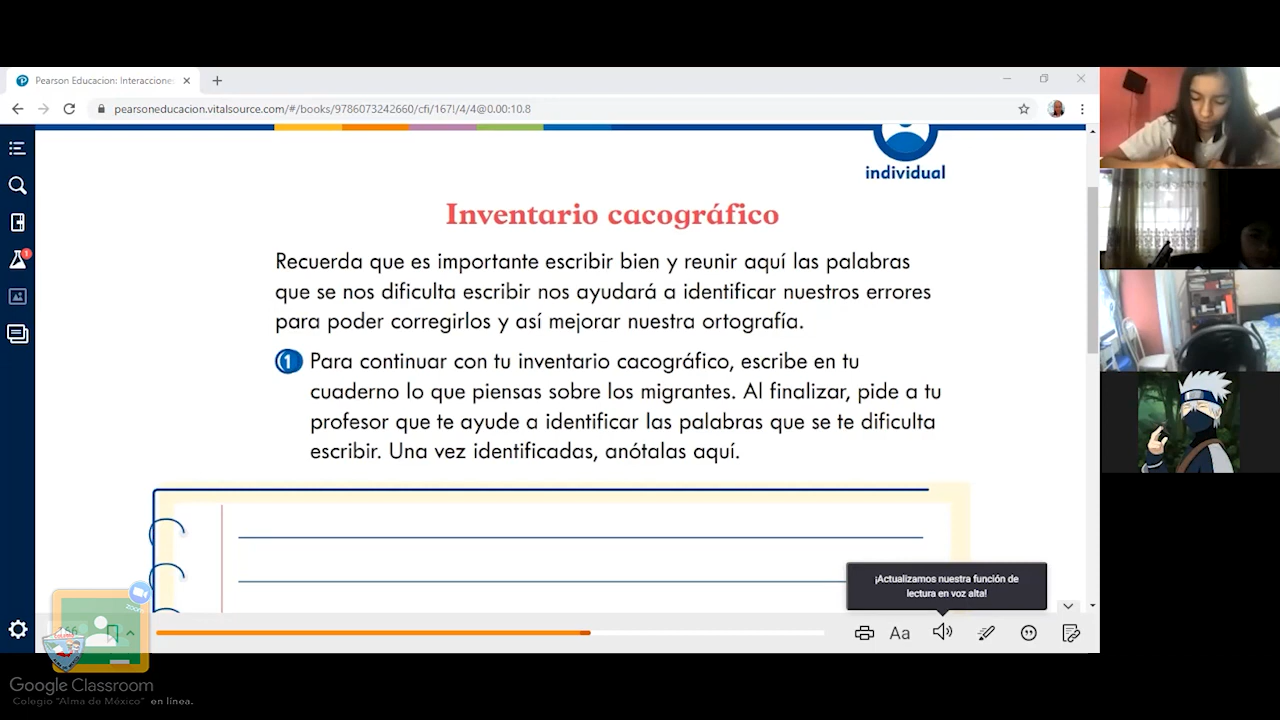 Pearson Educacion: Interaccione
pearsoneducacion.vitalsource.com/#/books/9786073242660/cfi/167!/4/4@0.00:10.8
individual
Inventario cacográfico
Recuerda que es importante escribir bien y reunir aquí las palabras
que se nos dificulta escribir nos ayudará a identificar nuestros errores
para poder corregirlos y así mejorar nuestra ortografía.
1 Para continuar con tu inventario cacográfico, escribe en tu
cuaderno lo que piensas sobre los migrantes. Al finalizar, pide a tu
profesor que te ayude a identificar las palabras que se te dificulta
escribir. Una vez identificadas, anótalas aquí.
¡Actualizamos nuestra función de
lectura en voz alta!
Aa
zoom
Google Classroom
Colegio "Alma de México" en línea.